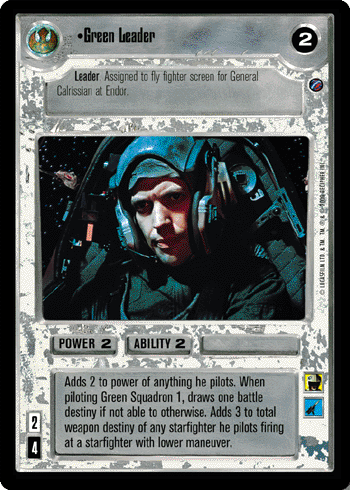 •Green Leader
2
Leader Assigned to fly fighter screen for General
Calrissian at Endor.
POWER 2
ABILITY 2
Adds 2 to power of anything he pilots. When
piloting Green Squadron 1, draws one battle
destiny if not able to otherwise. Adds 3 to total
weapon destiny of any starfighter he pilots firing
at a starfighter with lower maneuver.
2
4